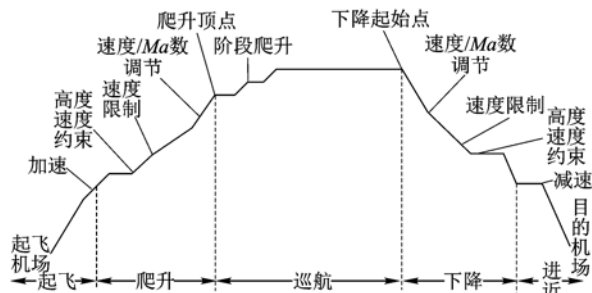 爬升顶点
下降起始点
速度/Ma数
调节
阶段爬升
速度/Ma数
调节
高度
速度
约束
速度
限制
速度限制
高度
速度
约束
加速
减速
起飞
机场
目的机场
起飞
爬升
巡航
下降
进近